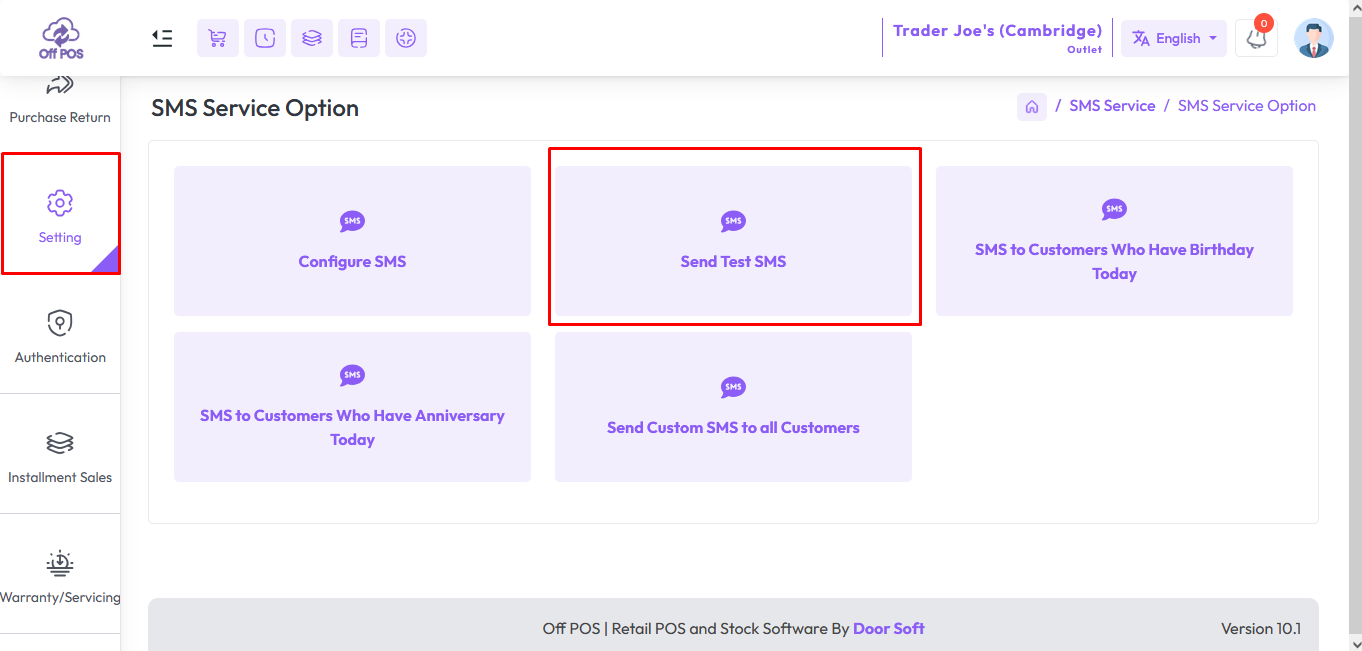 Off POS
Trader Joe's (Cambridge)
Outlet
English
0
Purchase Return
Setting
Authentication
Installment Sales
Warranty/Servicing
SMS Service Option
/ SMS Service / SMS Service Option
SMS
Configure SMS
SMS
Send Test SMS
SMS
SMS to Customers Who Have Birthday
Today
SMS
SMS to Customers Who Have Anniversary
Today
SMS
Send Custom SMS to all Customers
Off POS | Retail POS and Stock Software By Door Soft
Version 10.1